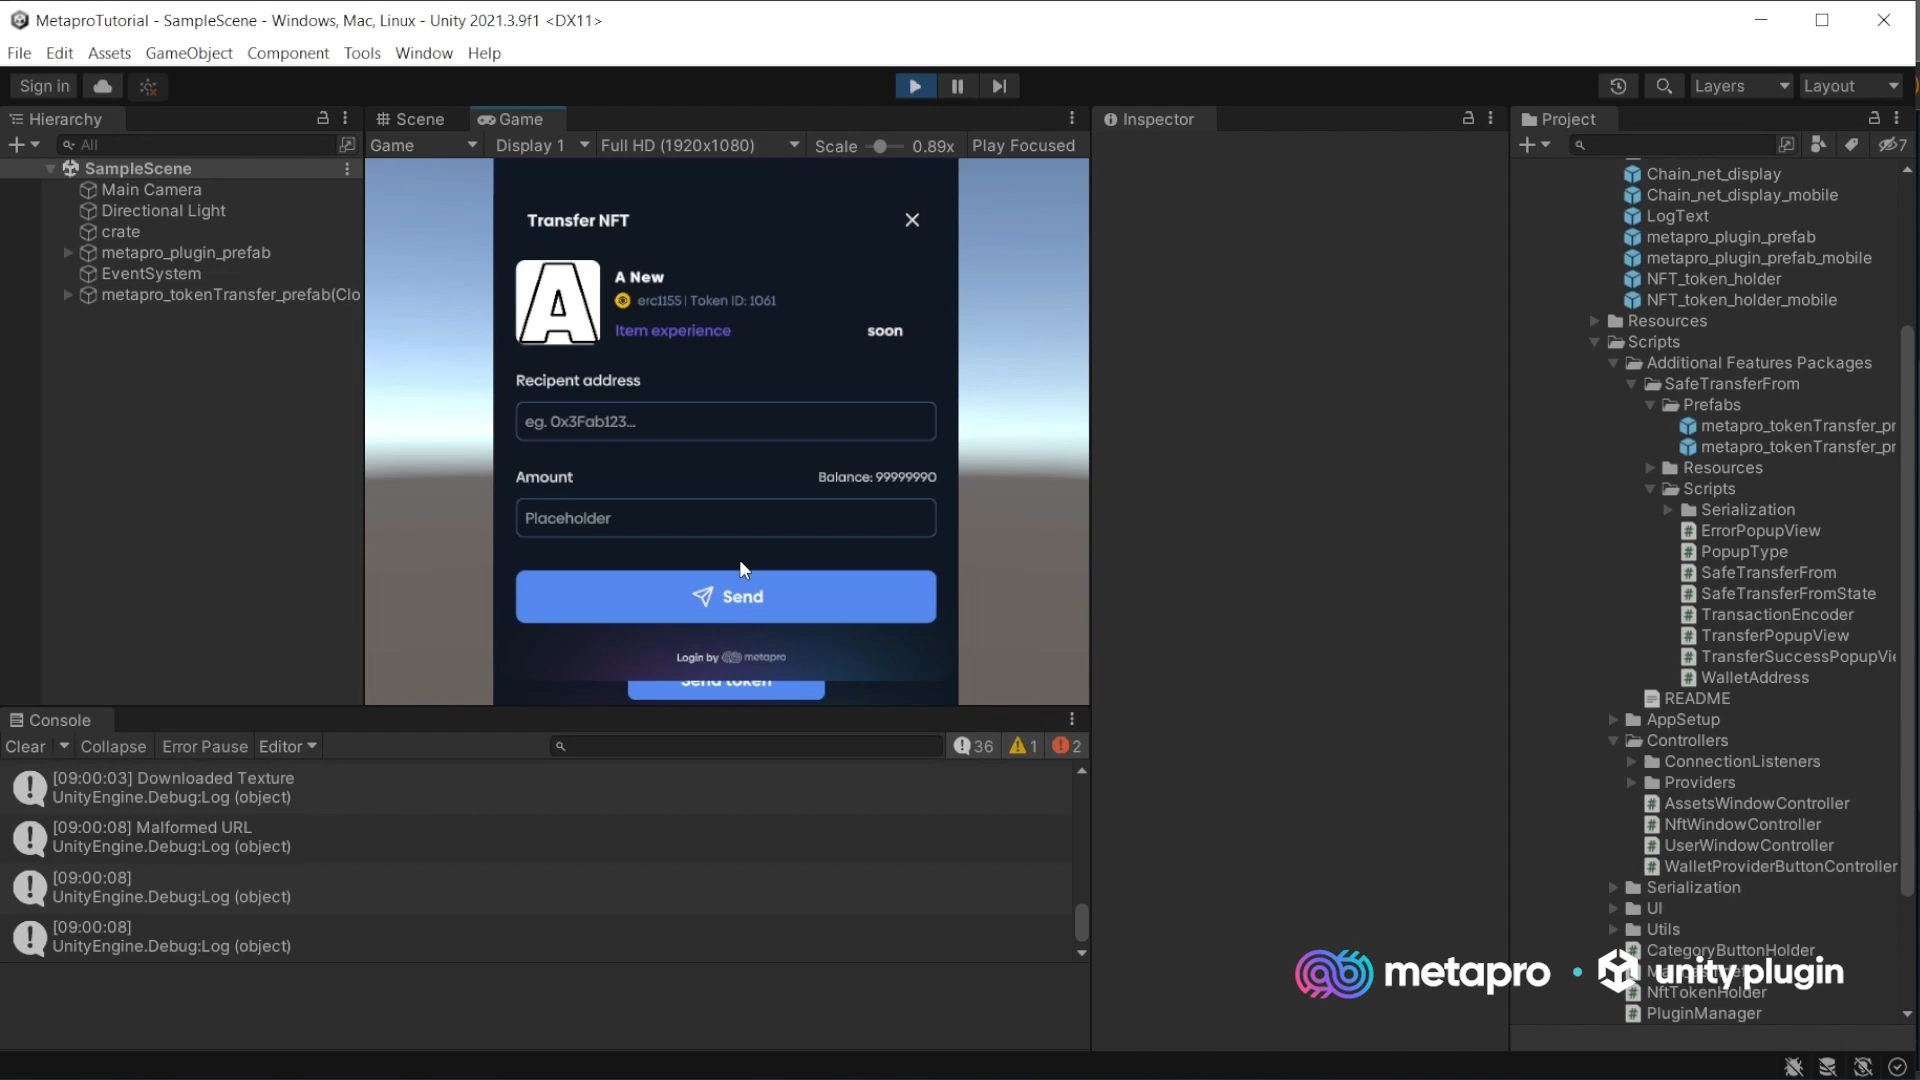 MetaproTutorial - SampleScene - Windows, Mac, Linux - Unity 2021.3.9f1 <DX11>
File Edit Assets GameObject Component Tools Window Help
Sign in
Layers
Layout
Hierarchy
All
SampleScene
Main Camera
Directional Light
crate
metapro_plugin_prefab
EventSystem
metapro_tokenTransfer_prefab(Clo
Scene
Game
Game
Display 1
Full HD (1920x1080)
Scale
0.89x
Play Focused
Transfer NFT
A
A New
erc1155 | Token ID: 1061
Item experience
soon
Recipent address
eg. 0x3Fab123...
Amount
Balance: 99999990
Placeholder
Send
Login by metapro
Send token
Console
Clear
Collapse
Error Pause
Editor
36
1
2
[09:00:03] Downloaded Texture
UnityEngine.Debug:Log (object)
[09:00:08] Malformed URL
UnityEngine.Debug:Log (object)
[09:00:08]
UnityEngine.Debug:Log (object)
[09:00:08]
UnityEngine.Debug:Log (object)
Inspector
Project
7
Chain_net_display
Chain_net_display_mobile
LogText
metapro_plugin_prefab
metapro_plugin_prefab_mobile
NFT_token_holder
NFT_token_holder_mobile
Resources
Scripts
Additional Features Packages
SafeTransferFrom
Prefabs
metapro_tokenTransfer_pr
metapro_tokenTransfer_pr
Resources
Scripts
Serialization
ErrorPopupView
PopupType
SafeTransferFrom
SafeTransferFromState
TransactionEncoder
TransferPopupView
TransferSuccessPopupVie
WalletAddress
README
AppSetup
Controllers
ConnectionListeners
Providers
AssetsWindowController
NftWindowController
UserWindowController
WalletProviderButtonController
Serialization
UI
Utils
CategoryButtonHolder
NftTokenHolder
PluginManager
metapro • unity plugin